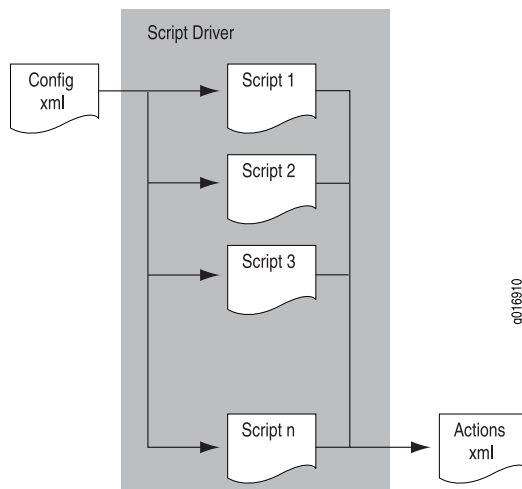 Script Driver
Config
xml
Script 1
Script 2
Script 3
Script n
Actions
xml
g016910